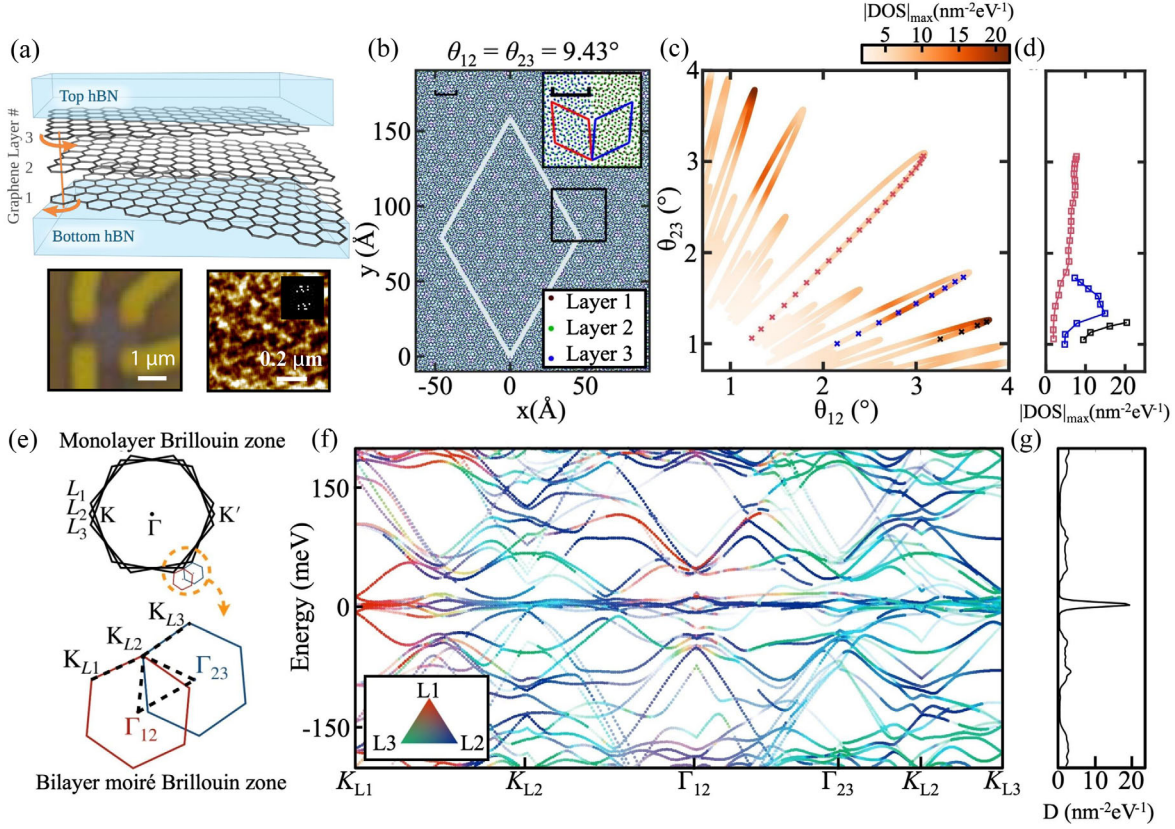 (a)
Top hBN
Graphene Layer #
3
2
1
Bottom hBN
1 μm
0.2 μm
(b)
θ12 = θ23 = 9.43°
y (Å)
150
100
50
0
-50
0
50
x(Å)
Layer 1
Layer 2
Layer 3
|DOS|max(nm-2eV-1)
5
10
15
20
(c)
θ23 (°)
4
3
2
1
1
2
3
4
θ12 (°)
(d)
0
10
20
|DOS|max(nm-2eV-1)
(e)
Monolayer Brillouin zone
L1
L2
L3
K
Γ
K′
KL3
KL2
KL1
Γ23
Γ12
Bilayer moiré Brillouin zone
(f)
Energy (meV)
150
0
-150
L1
L3
L2
KL1
KL2
Γ12
Γ23
KL2
KL3
(g)
0
10
20
D (nm-2eV-1)